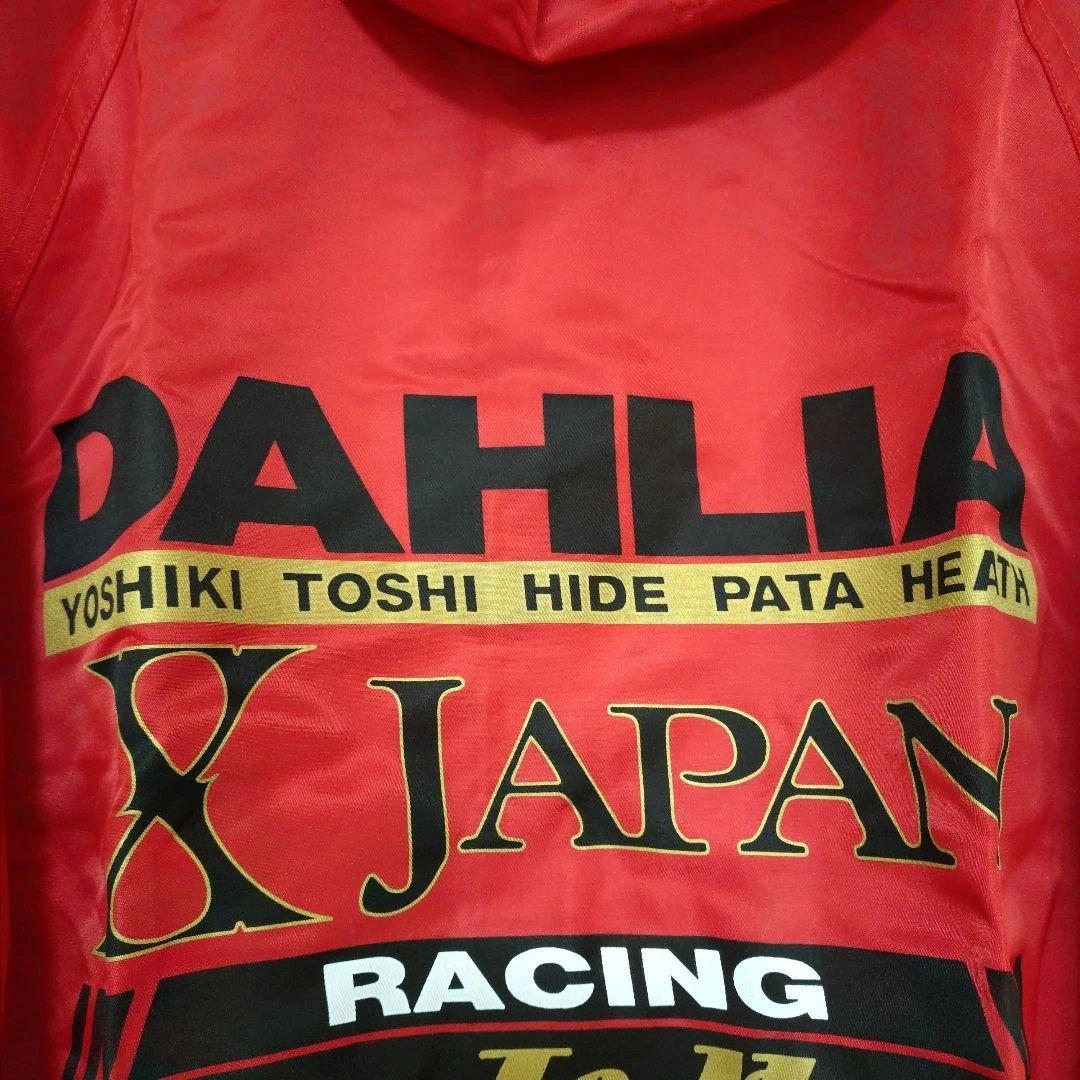 DAHLIA
YOSHIKI TOSHI HIDE PATA HEATH
X JAPAN
RACING